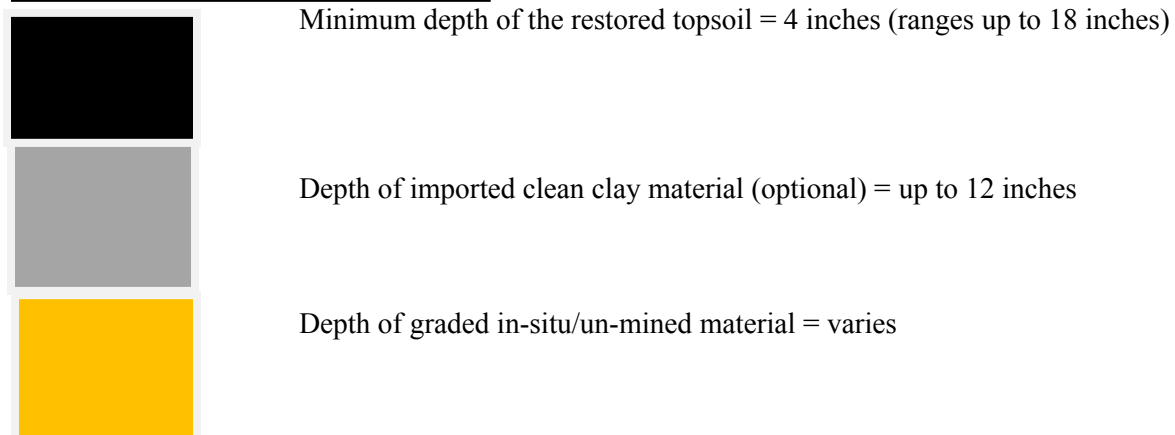 Minimum depth of the restored topsoil = 4 inches (ranges up to 18 inches)
Depth of imported clean clay material (optional) = up to 12 inches
Depth of graded in-situ/un-mined material = varies